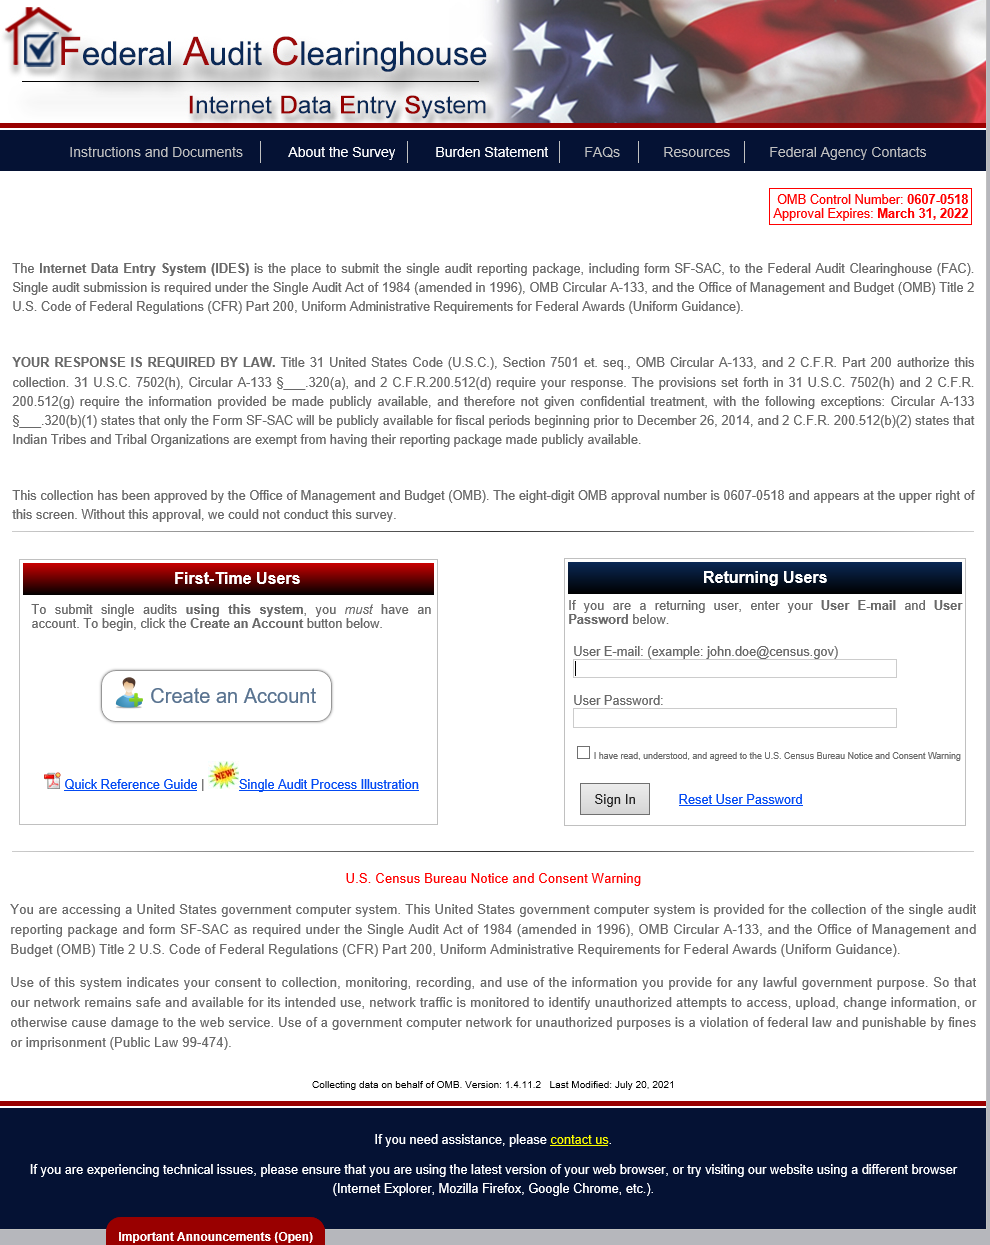 Federal Audit Clearinghouse
Internet Data Entry System
Instructions and Documents
About the Survey
Burden Statement
FAQs
Resources
Federal Agency Contacts
OMB Control Number: 0607-0518
Approval Expires: March 31, 2022
The Internet Data Entry System (IDES) is the place to submit the single audit reporting package, including form SF-SAC, to the Federal Audit Clearinghouse (FAC).
Single audit submission is required under the Single Audit Act of 1984 (amended in 1996), OMB Circular A-133, and the Office of Management and Budget (OMB) Title 2
U.S. Code of Federal Regulations (CFR) Part 200, Uniform Administrative Requirements for Federal Awards (Uniform Guidance).
YOUR RESPONSE IS REQUIRED BY LAW. Title 31 United States Code (U.S.C.), Section 7501 et. seq., OMB Circular A-133, and 2 C.F.R. Part 200 authorize this
collection. 31 U.S.C. 7502(h), Circular A-133 §___.320(a), and 2 C.F.R.200.512(d) require your response. The provisions set forth in 31 U.S.C. 7502(h) and 2 C.F.R.
200.512(g) require the information provided be made publicly available, and therefore not given confidential treatment, with the following exceptions: Circular A-133
§___.320(b)(1) states that only the Form SF-SAC will be publicly available for fiscal periods beginning prior to December 26, 2014, and 2 C.F.R. 200.512(b)(2) states that
Indian Tribes and Tribal Organizations are exempt from having their reporting package made publicly available.
This collection has been approved by the Office of Management and Budget (OMB). The eight-digit OMB approval number is 0607-0518 and appears at the upper right of
this screen. Without this approval, we could not conduct this survey.
First-Time Users
To submit single audits using this system, you must have an
account. To begin, click the Create an Account button below.
Create an Account
Quick Reference Guide | NEW! Single Audit Process Illustration
Returning Users
If you are a returning user, enter your User E-mail and User
Password below.
User E-mail: (example: john.doe@census.gov)
User Password:
I have read, understood, and agreed to the U.S. Census Bureau Notice and Consent Warning
Sign In
Reset User Password
U.S. Census Bureau Notice and Consent Warning
You are accessing a United States government computer system. This United States government computer system is provided for the collection of the single audit
reporting package and form SF-SAC as required under the Single Audit Act of 1984 (amended in 1996), OMB Circular A-133, and the Office of Management and
Budget (OMB) Title 2 U.S. Code of Federal Regulations (CFR) Part 200, Uniform Administrative Requirements for Federal Awards (Uniform Guidance).
Use of this system indicates your consent to collection, monitoring, recording, and use of the information you provide for any lawful government purpose. So that
our network remains safe and available for its intended use, network traffic is monitored to identify unauthorized attempts to access, upload, change information, or
otherwise cause damage to the web service. Use of a government computer network for unauthorized purposes is a violation of federal law and punishable by fines
or imprisonment (Public Law 99-474).
Collecting data on behalf of OMB. Version: 1.4.11.2 Last Modified: July 20, 2021
If you need assistance, please contact us.
If you are experiencing technical issues, please ensure that you are using the latest version of your web browser, or try visiting our website using a different browser
(Internet Explorer, Mozilla Firefox, Google Chrome, etc.).
Important Announcements (Open)